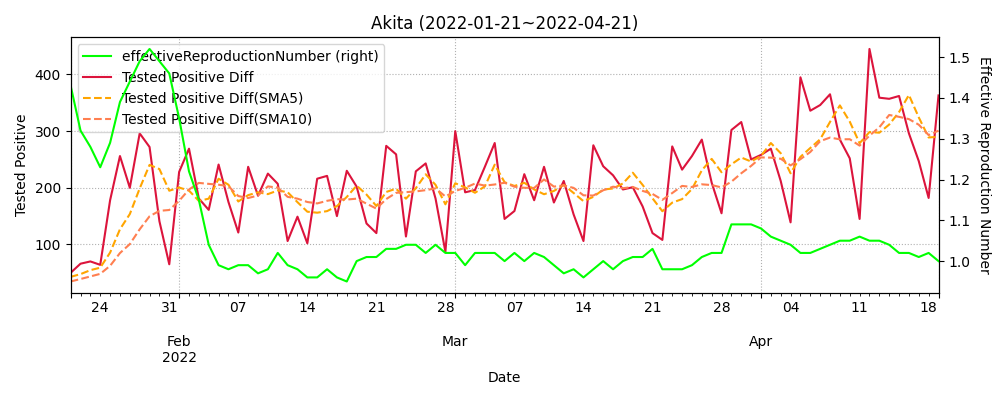 Akita (2022-01-21~2022-04-21)
effectiveReproductionNumber (right)
Tested Positive Diff
Tested Positive Diff(SMA5)
Tested Positive Diff(SMA10)
Tested Positive
400
300
200
100
Effective Reproduction Number
1.5
1.4
1.3
1.2
1.1
1.0
24 31 07 14 21 28 07 14 21 28 04 11 18
Feb Mar Apr
2022
Date